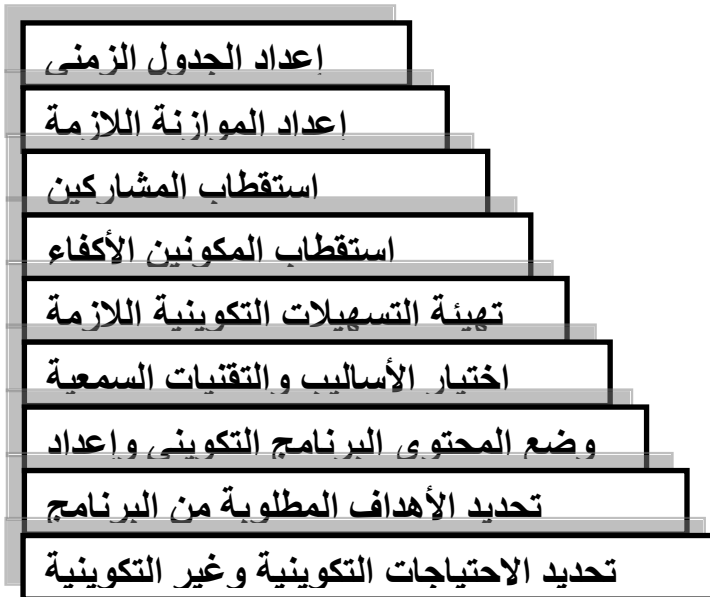 إعداد الجدول الزمني
إعداد الموازنة اللازمة
استقطاب المشاركين
استقطاب المكونين الأكفاء
تهيئة التسهيلات التكوينية اللازمة
اختيار الأساليب والتقنيات السمعية
وضع المحتوى البرنامج التكويني وإعداد
تحديد الأهداف المطلوبة من البرنامج
تحديد الاحتياجات التكوينية وغير التكوينية